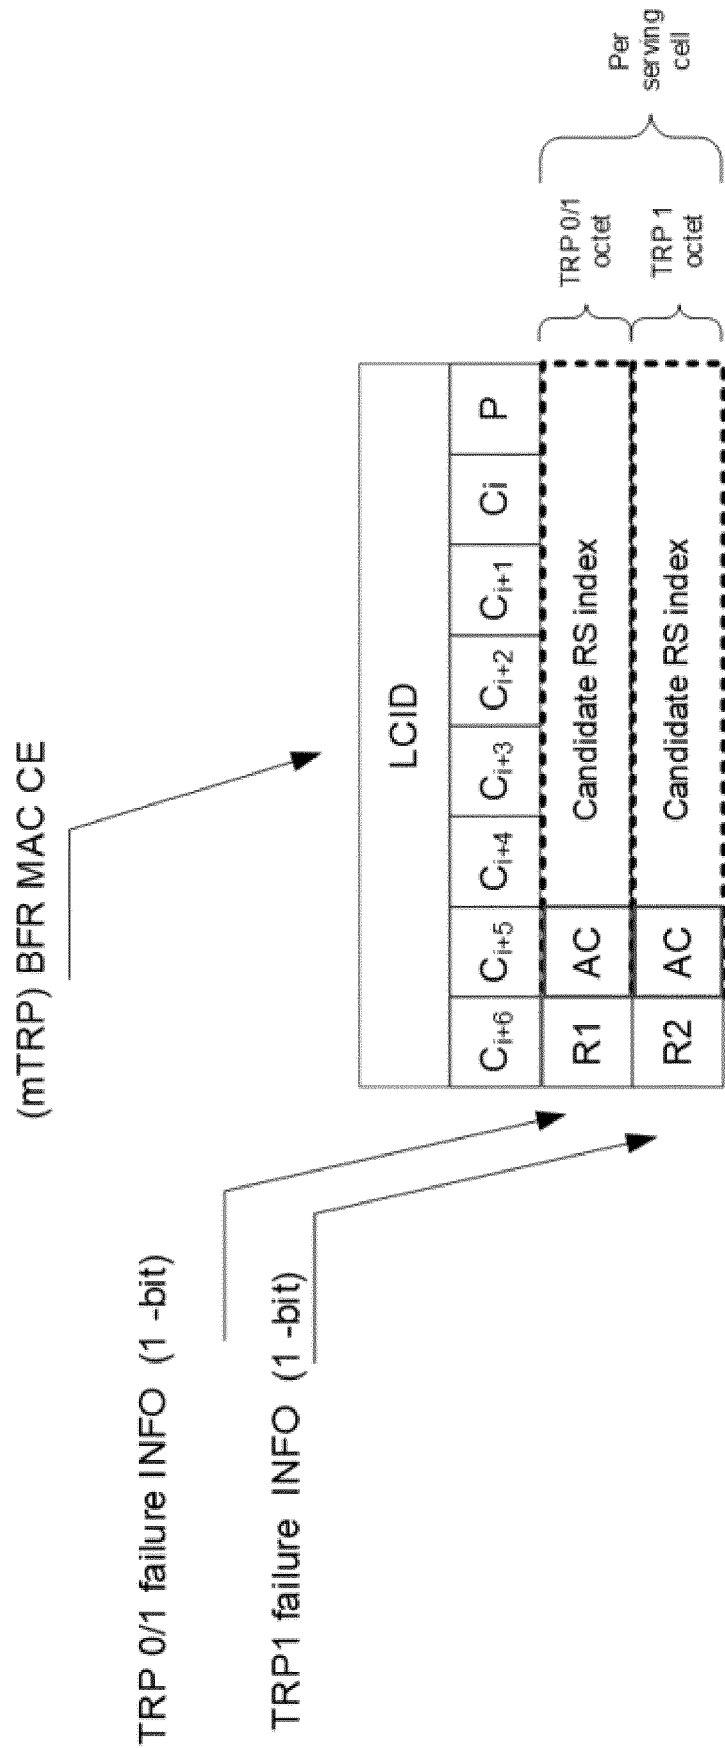 (mTRP) BFR MAC CE
TRP 0/1 failure INFO (1 -bit)
TRP1 failure INFO (1 -bit)
LCID
Ci+6 Ci+5 Ci+4 Ci+3 Ci+2 Ci+1 Ci P
R1 AC Candidate RS index
R2 AC Candidate RS index
TRP 0/1
octet
TRP 1
octet
Per
serving
cell